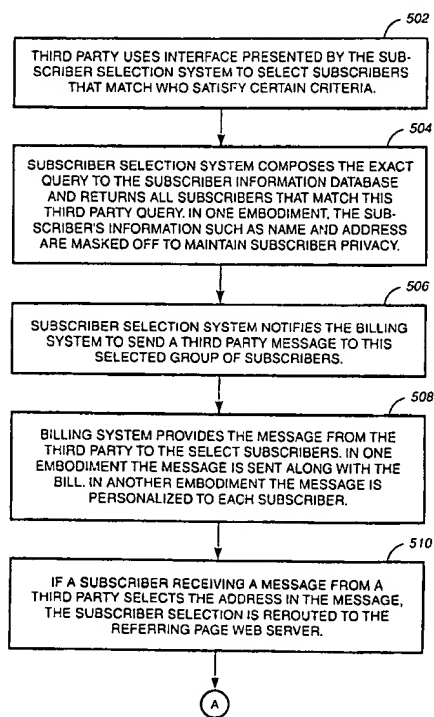 502
THIRD PARTY USES INTERFACE PRESENTED BY THE SUB-
SCRIBER SELECTION SYSTEM TO SELECT SUBSCRIBERS
THAT MATCH WHO SATISFY CERTAIN CRITERIA.
504
SUBSCRIBER SELECTION SYSTEM COMPOSES THE EXACT
QUERY TO THE SUBSCRIBER INFORMATION DATABASE
AND RETURNS ALL SUBSCRIBERS THAT MATCH THIS
THIRD PARTY QUERY. IN ONE EMBODIMENT, THE SUB-
SCRIBER'S INFORMATION SUCH AS NAME AND ADDRESS
ARE MASKED OFF TO MAINTAIN SUBSCRIBER PRIVACY.
506
SUBSCRIBER SELECTION SYSTEM NOTIFIES THE BILLING
SYSTEM TO SEND A THIRD PARTY MESSAGE TO THIS
SELECTED GROUP OF SUBSCRIBERS.
508
BILLING SYSTEM PROVIDES THE MESSAGE FROM THE
THIRD PARTY TO THE SELECT SUBSCRIBERS. IN ONE
EMBODIMENT THE MESSAGE IS SENT ALONG WITH THE
BILL. IN ANOTHER EMBODIMENT THE MESSAGE IS
PERSONALIZED TO EACH SUBSCRIBER.
510
IF A SUBSCRIBER RECEIVING A MESSAGE FROM A
THIRD PARTY SELECTS THE ADDRESS IN THE MESSAGE,
THE SUBSCRIBER SELECTION IS REROUTED TO THE
REFERRING PAGE WEB SERVER.
A